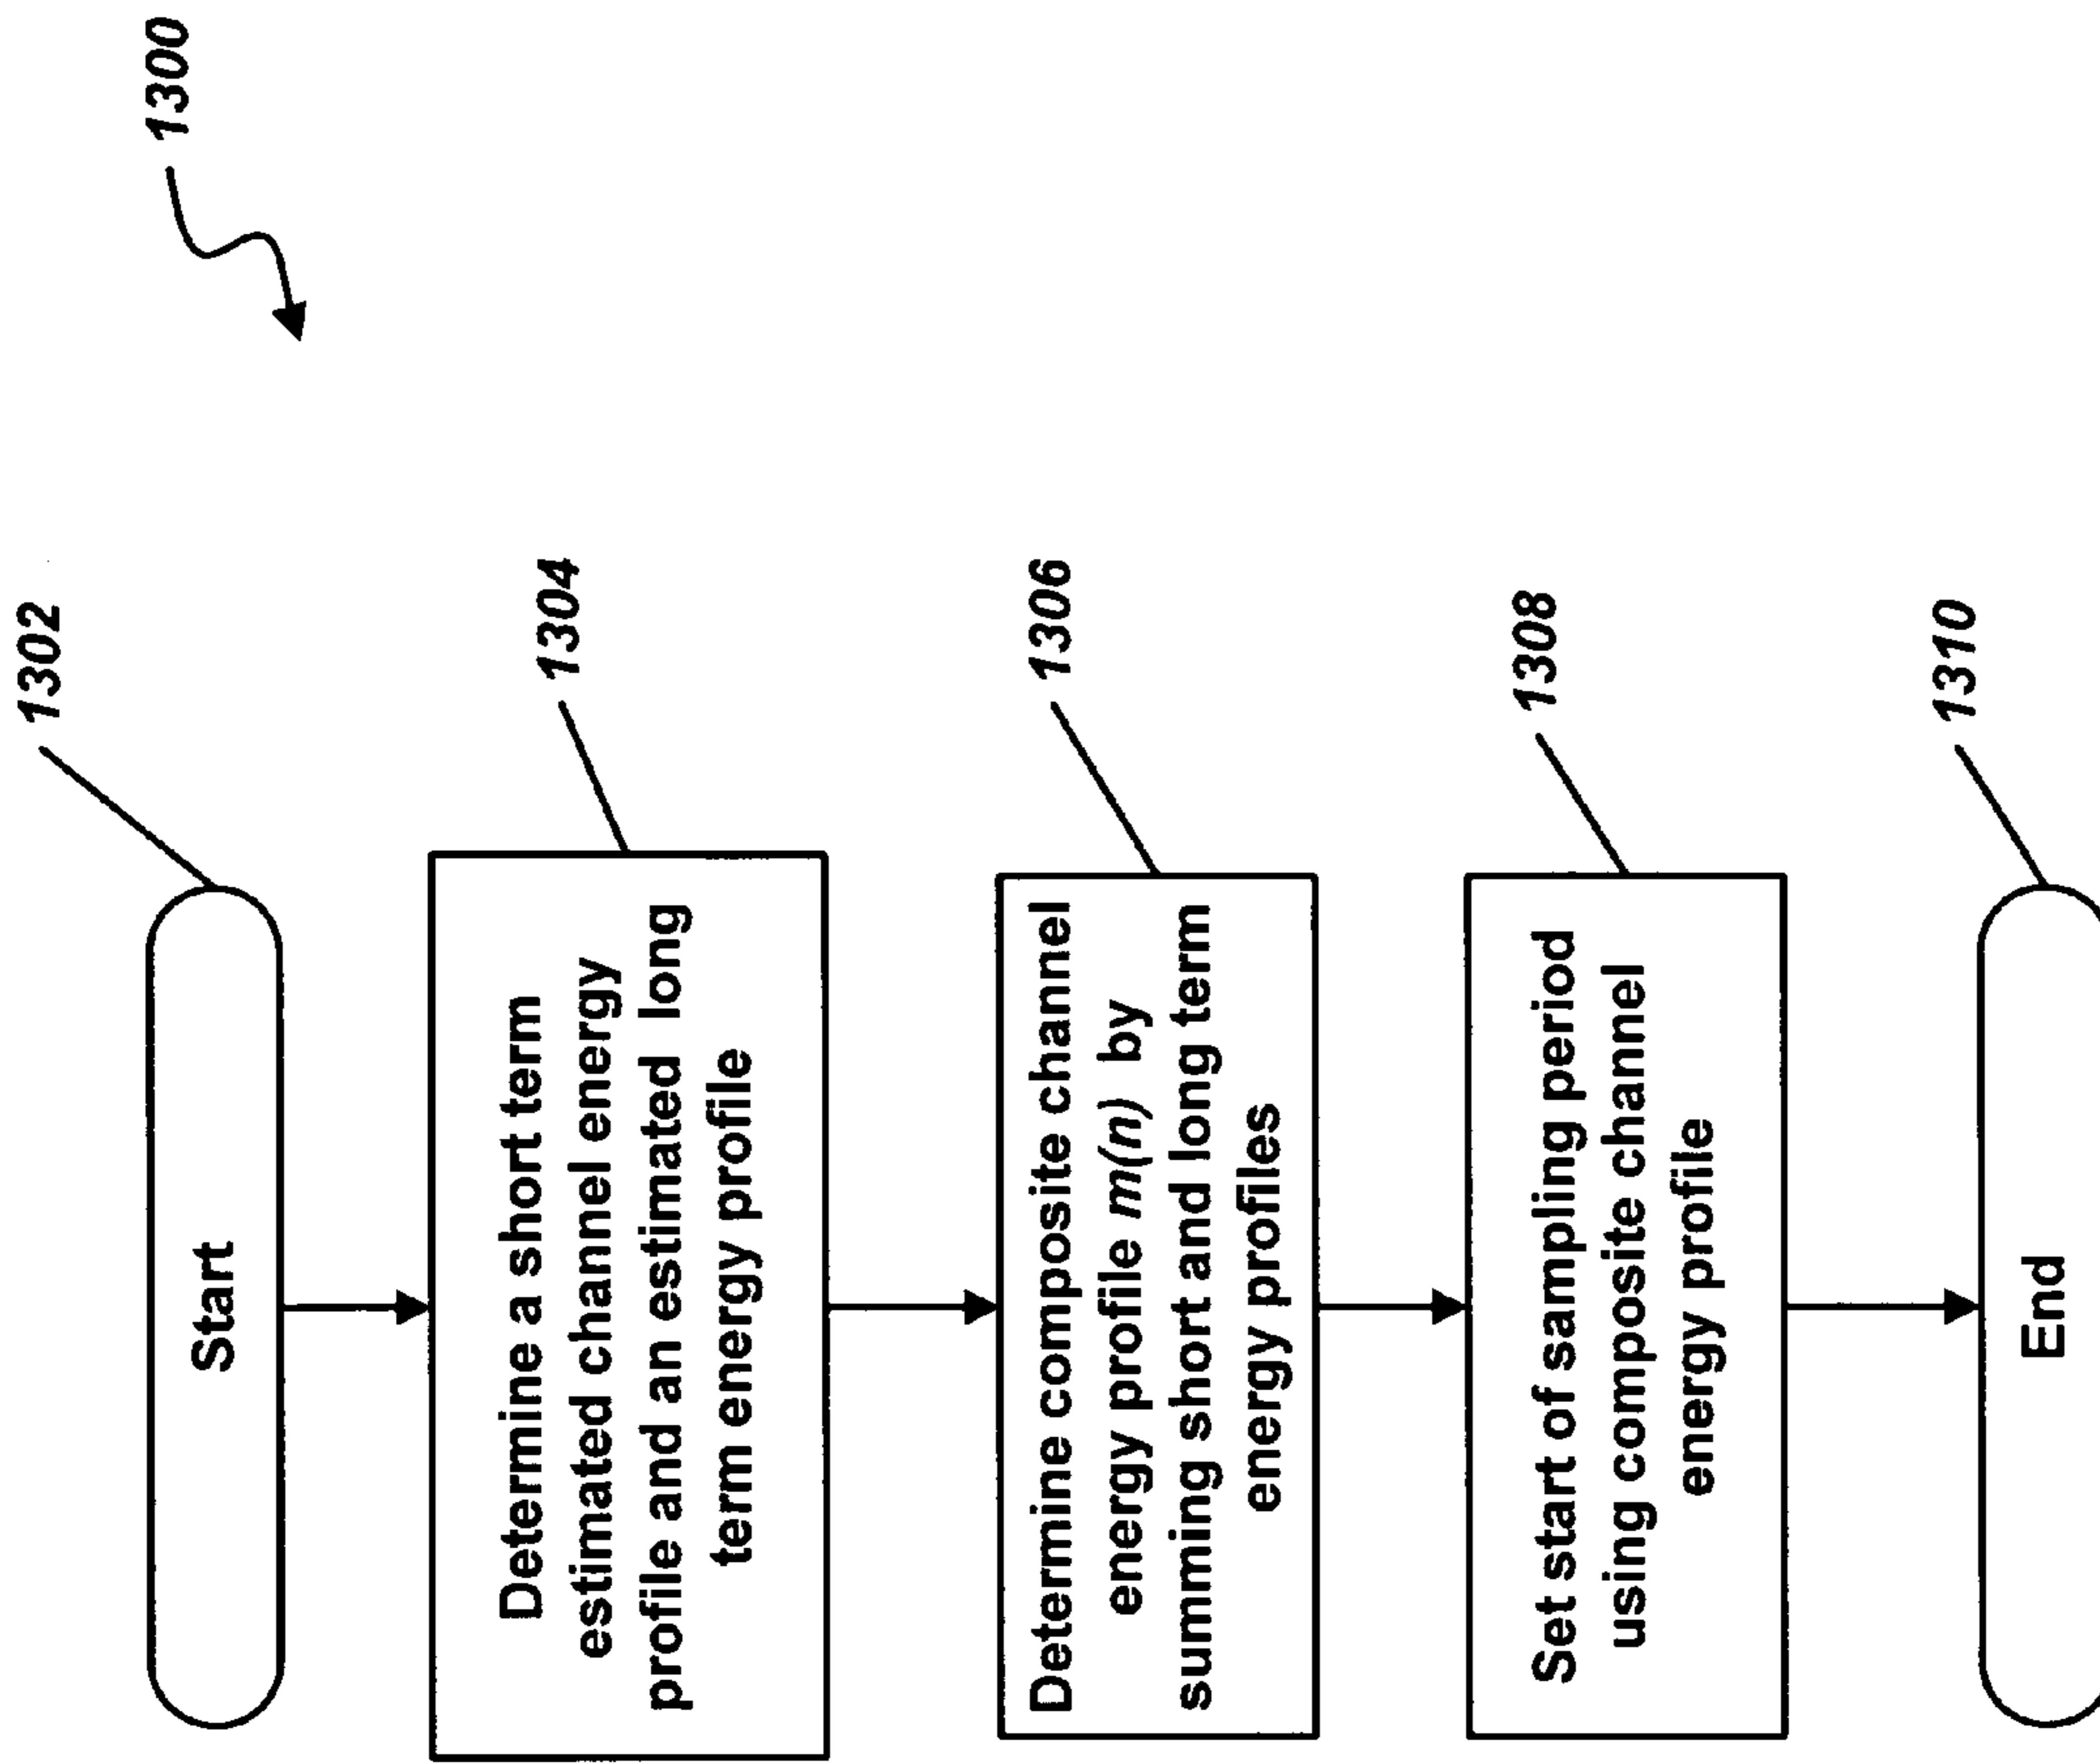 1300
1302
Start
1304
Determine a short term
estimated channel energy
profile and an estimated long
term energy profile
1306
Determine composite channel
energy profile m(n) by
summing short and long term
energy profiles
1308
Set start of sampling period
using composite channel
energy profile
1310
End